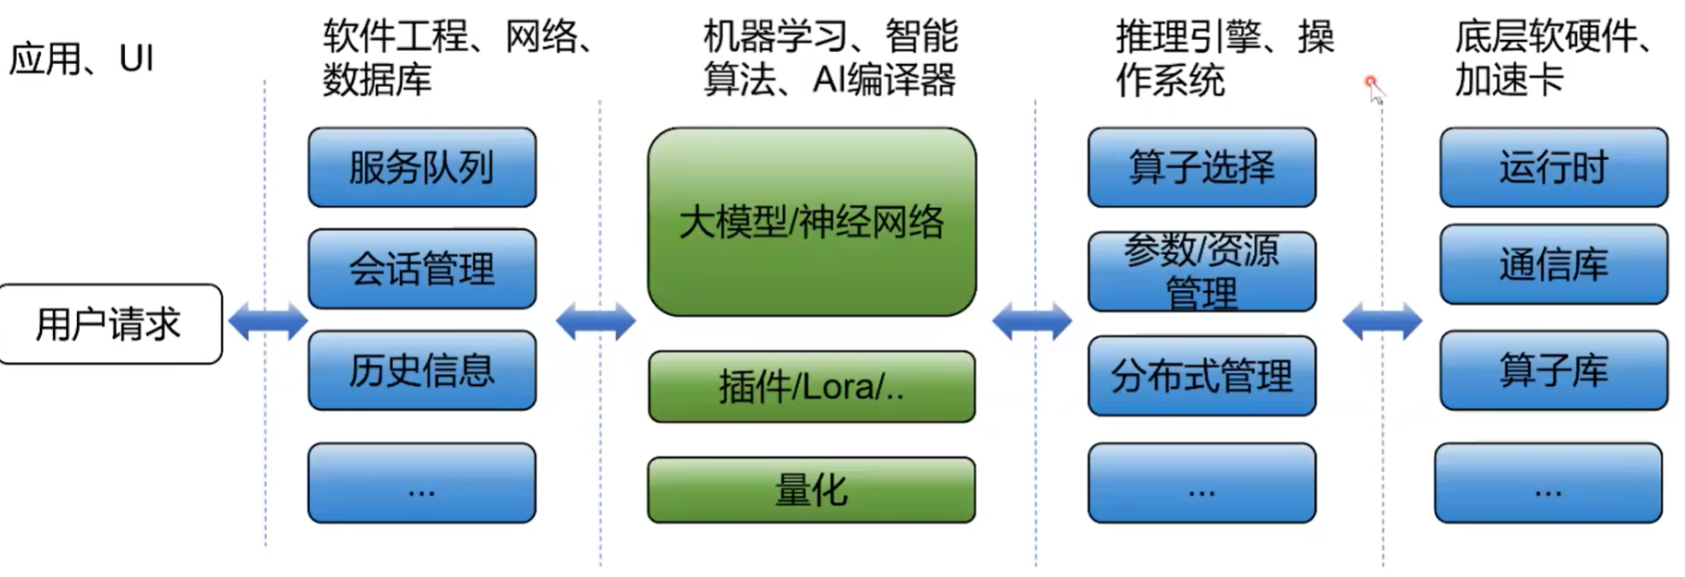 应用、UI
软件工程、网络、
数据库
机器学习、智能
算法、AI编译器
推理引擎、操
作系统
底层软硬件、
加速卡
用户请求
服务队列
会话管理
历史信息
...
大模型/神经网络
插件/Lora/..
量化
算子选择
参数/资源
管理
分布式管理
...
运行时
通信库
算子库
...